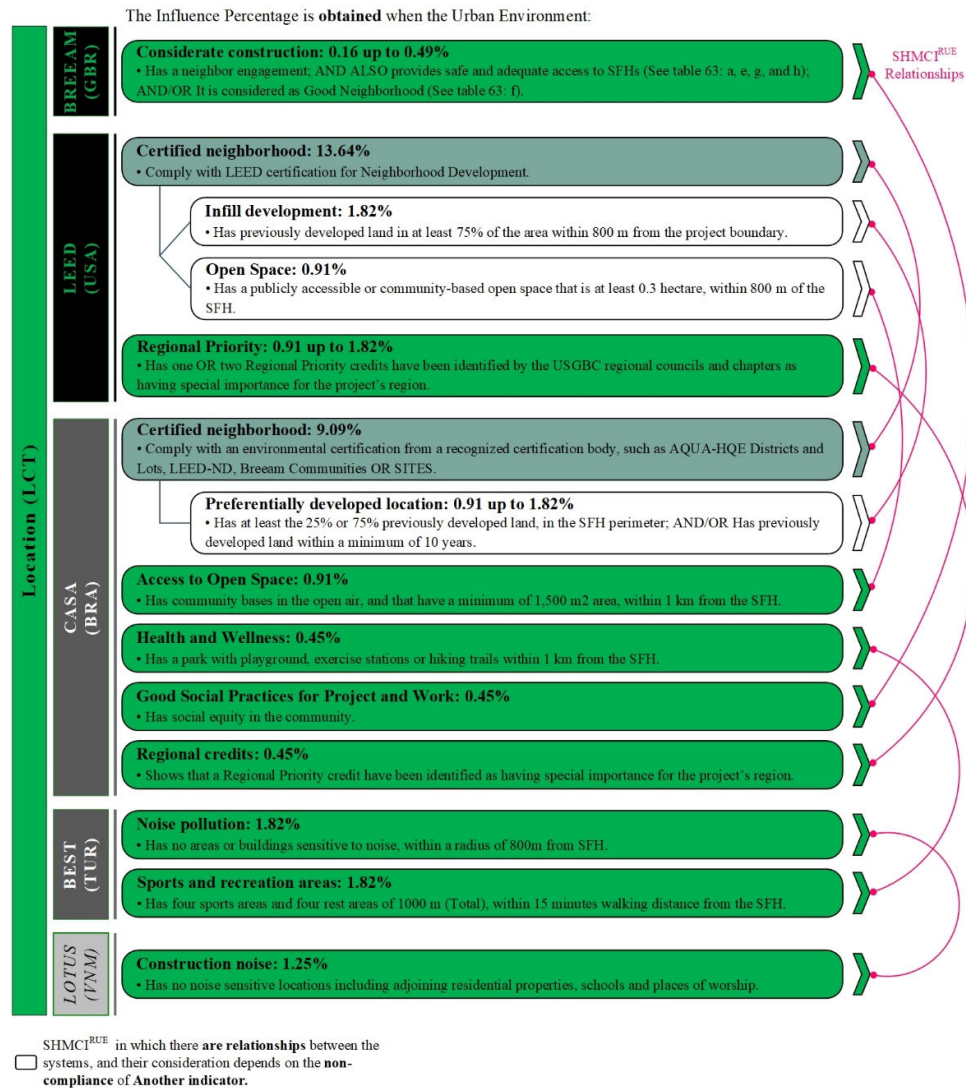 The Influence Percentage is obtained when the Urban Environment:
Location (LCT)
BREEAM
(GBR)
Considerate construction: 0.16 up to 0.49%
• Has a neighbor engagement; AND ALSO provides safe and adequate access to SFHs (See table 63: a, e, g, and h);
AND/OR It is considered as Good Neighborhood (See table 63: f).
SHMCI^RUE
Relationships
LEED
(USA)
Certified neighborhood: 13.64%
• Comply with LEED certification for Neighborhood Development.
Infill development: 1.82%
• Has previously developed land in at least 75% of the area within 800 m from the project boundary.
Open Space: 0.91%
• Has a publicly accessible or community-based open space that is at least 0.3 hectare, within 800 m of the
SFH.
Regional Priority: 0.91 up to 1.82%
• Has one OR two Regional Priority credits have been identified by the USGBC regional councils and chapters as
having special importance for the project's region.
CASA
(BRA)
Certified neighborhood: 9.09%
• Comply with an environmental certification from a recognized certification body, such as AQUA-HQE Districts and
Lots, LEED-ND, Breeam Communities OR SITES.
Preferentially developed location: 0.91 up to 1.82%
• Has at least the 25% or 75% previously developed land, in the SFH perimeter; AND/OR Has previously
developed land within a minimum of 10 years.
Access to Open Space: 0.91%
• Has community bases in the open air, and that have a minimum of 1,500 m2 area, within 1 km from the SFH.
Health and Wellness: 0.45%
• Has a park with playground, exercise stations or hiking trails within 1 km from the SFH.
Good Social Practices for Project and Work: 0.45%
• Has social equity in the community.
Regional credits: 0.45%
• Shows that a Regional Priority credit have been identified as having special importance for the project's region.
BEST
(TUR)
Noise pollution: 1.82%
• Has no areas or buildings sensitive to noise, within a radius of 800m from SFH.
Sports and recreation areas: 1.82%
• Has four sports areas and four rest areas of 1000 m (Total), within 15 minutes walking distance from the SFH.
LOTUS
(VNM)
Construction noise: 1.25%
• Has no noise sensitive locations including adjoining residential properties, schools and places of worship.
SHMCI^RUE in which there are relationships between the
systems, and their consideration depends on the non-
compliance of Another indicator.